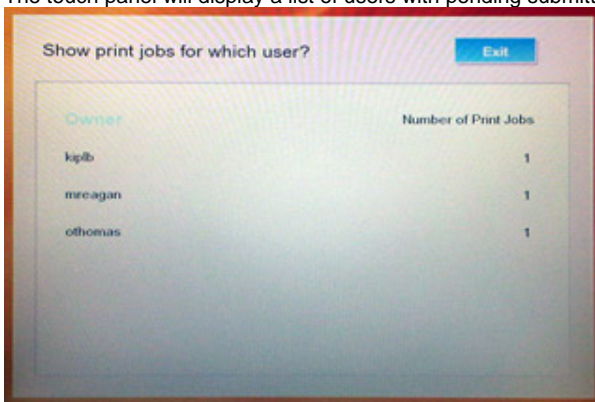 The touch panel will display a list of users with pending
Show print jobs for which user?
Exit
Owner Number of Print Jobs
kiplb 1
mreagan 1
othomas 1